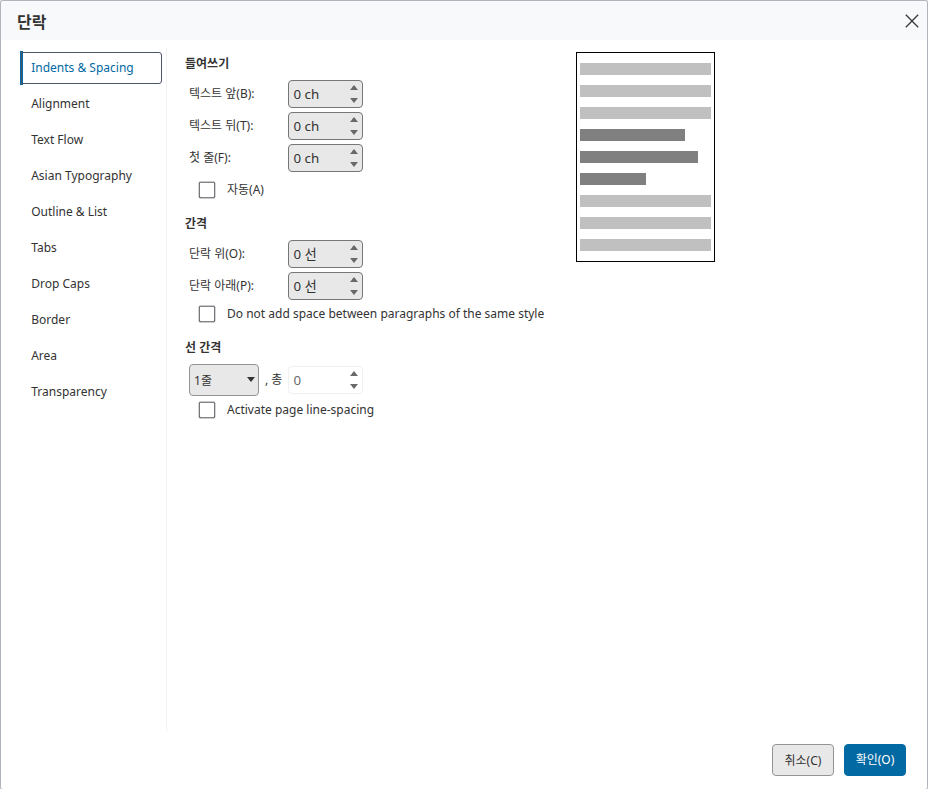 단락
Indents & Spacing
Alignment
Text Flow
Asian Typography
Outline & List
Tabs
Drop Caps
Border
Area
Transparency
들여쓰기
텍스트 앞(B): 0 ch
텍스트 뒤(T): 0 ch
첫 줄(F): 0 ch
자동(A)
간격
단락 위(O): 0 선
단락 아래(P): 0 선
Do not add space between paragraphs of the same style
선 간격
1줄 , 총 0
Activate page line-spacing
취소(C) 확인(O)